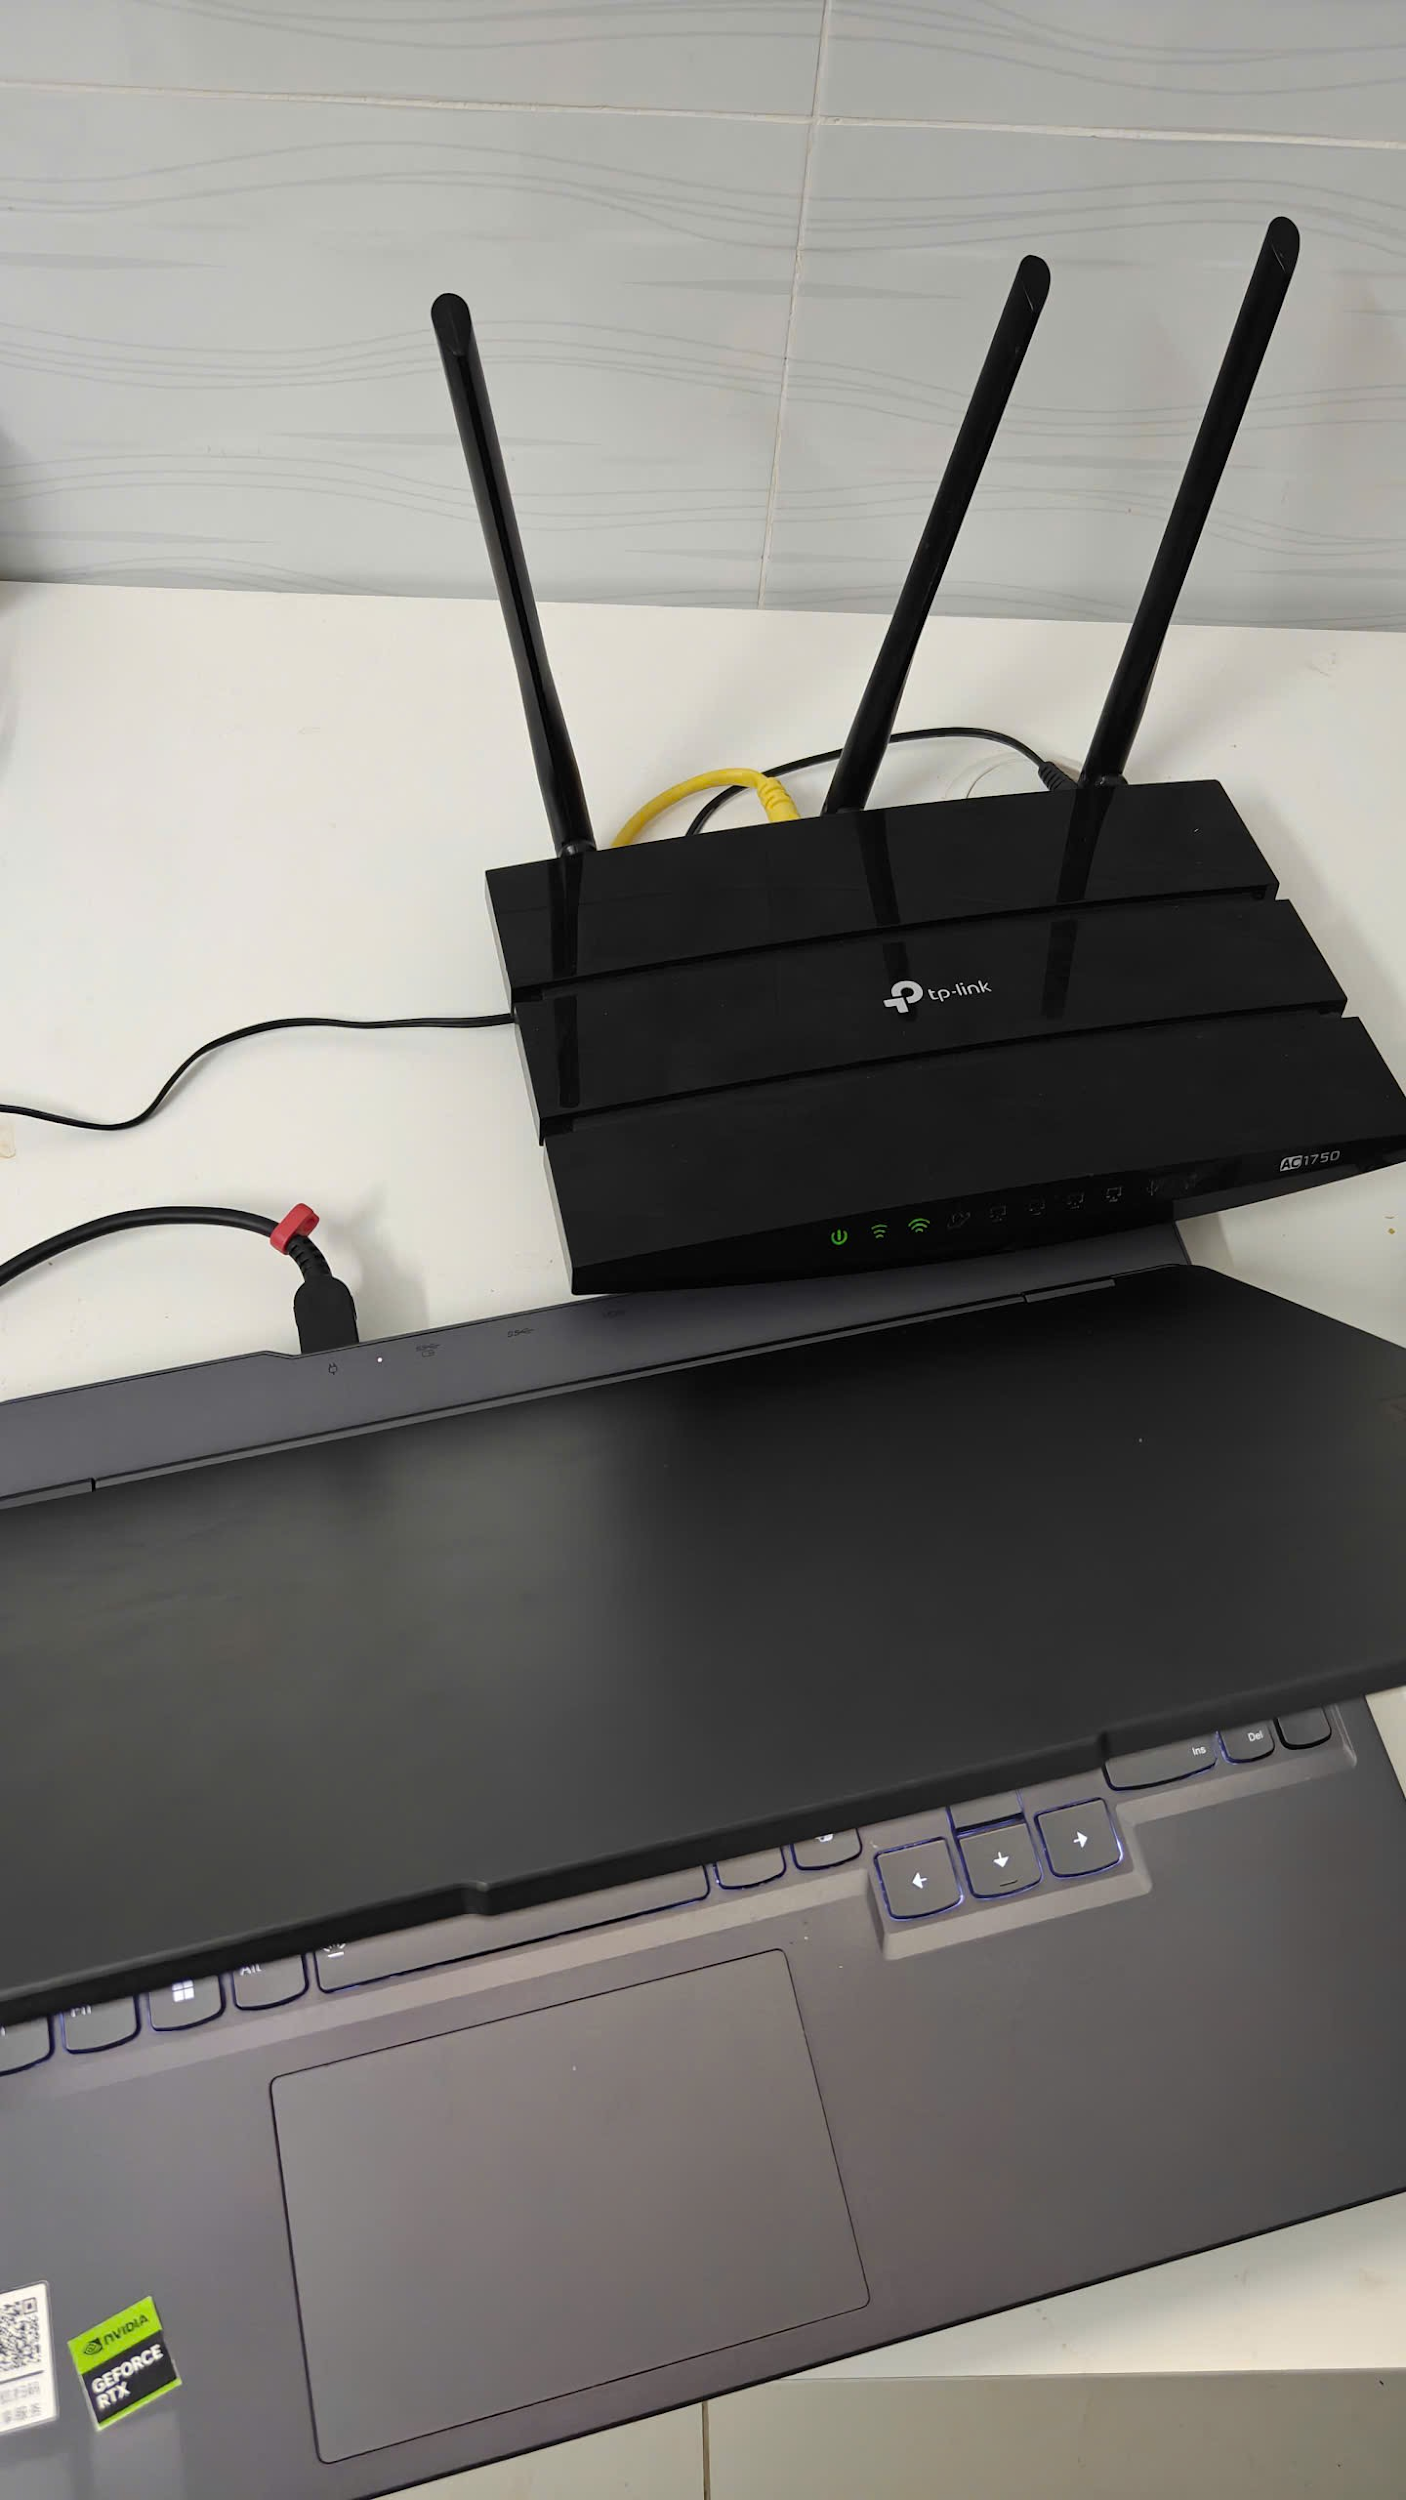 tp-link
AC1750
Ins
Del
Alt
NVIDIA
GEFORCE
RTX